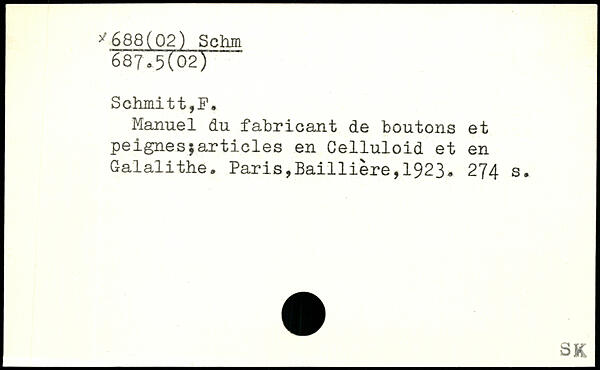 × 688(02) Schm
687.5(02)
Schmitt,F.
Manuel du fabricant de boutons et
peignes;articles en Celluloid et en
Galalithe. Paris,Baillière,1923. 274 s.
SK